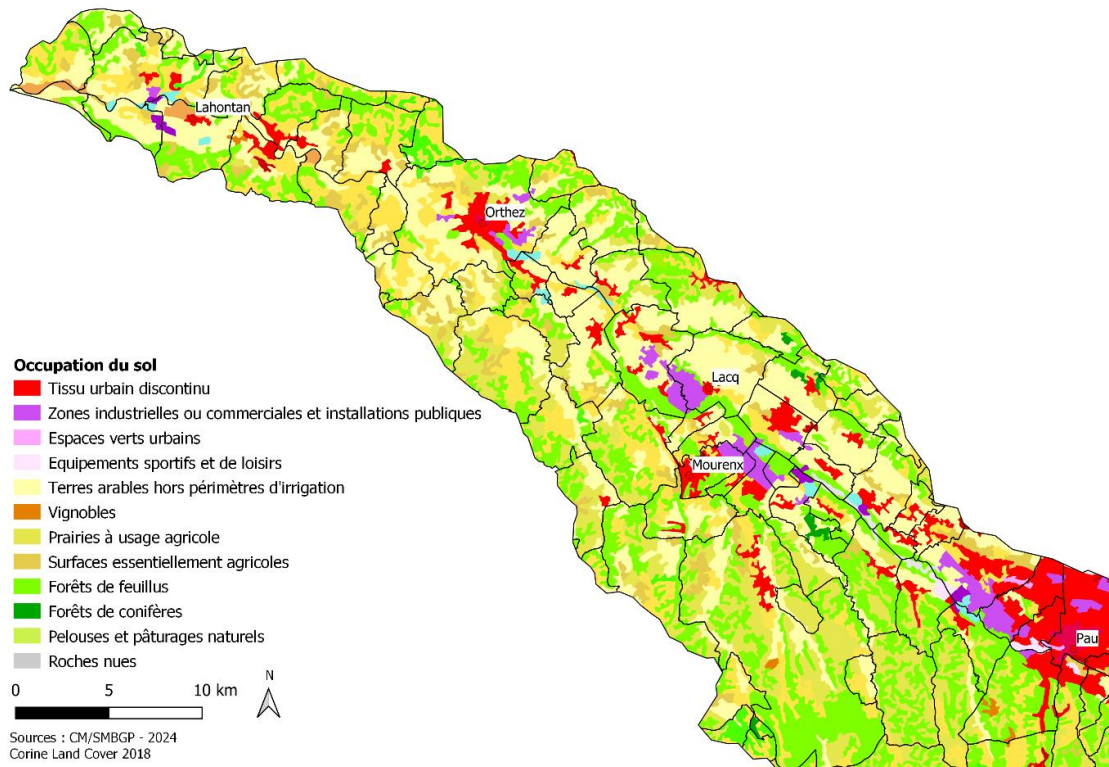 Lahontan
Orthez
Lacq
Mourenx
Pau
Occupation du sol
Tissu urbain discontinu
Zones industrielles ou commerciales et installations publiques
Espaces verts urbains
Equipements sportifs et de loisirs
Terres arables hors périmètres d'irrigation
Vignobles
Prairies à usage agricole
Surfaces essentiellement agricoles
Forêts de feuillus
Forêts de conifères
Pelouses et pâturages naturels
Roches nues
0 5 10 km
N
Sources : CM/SMBGP - 2024
Corine Land Cover 2018